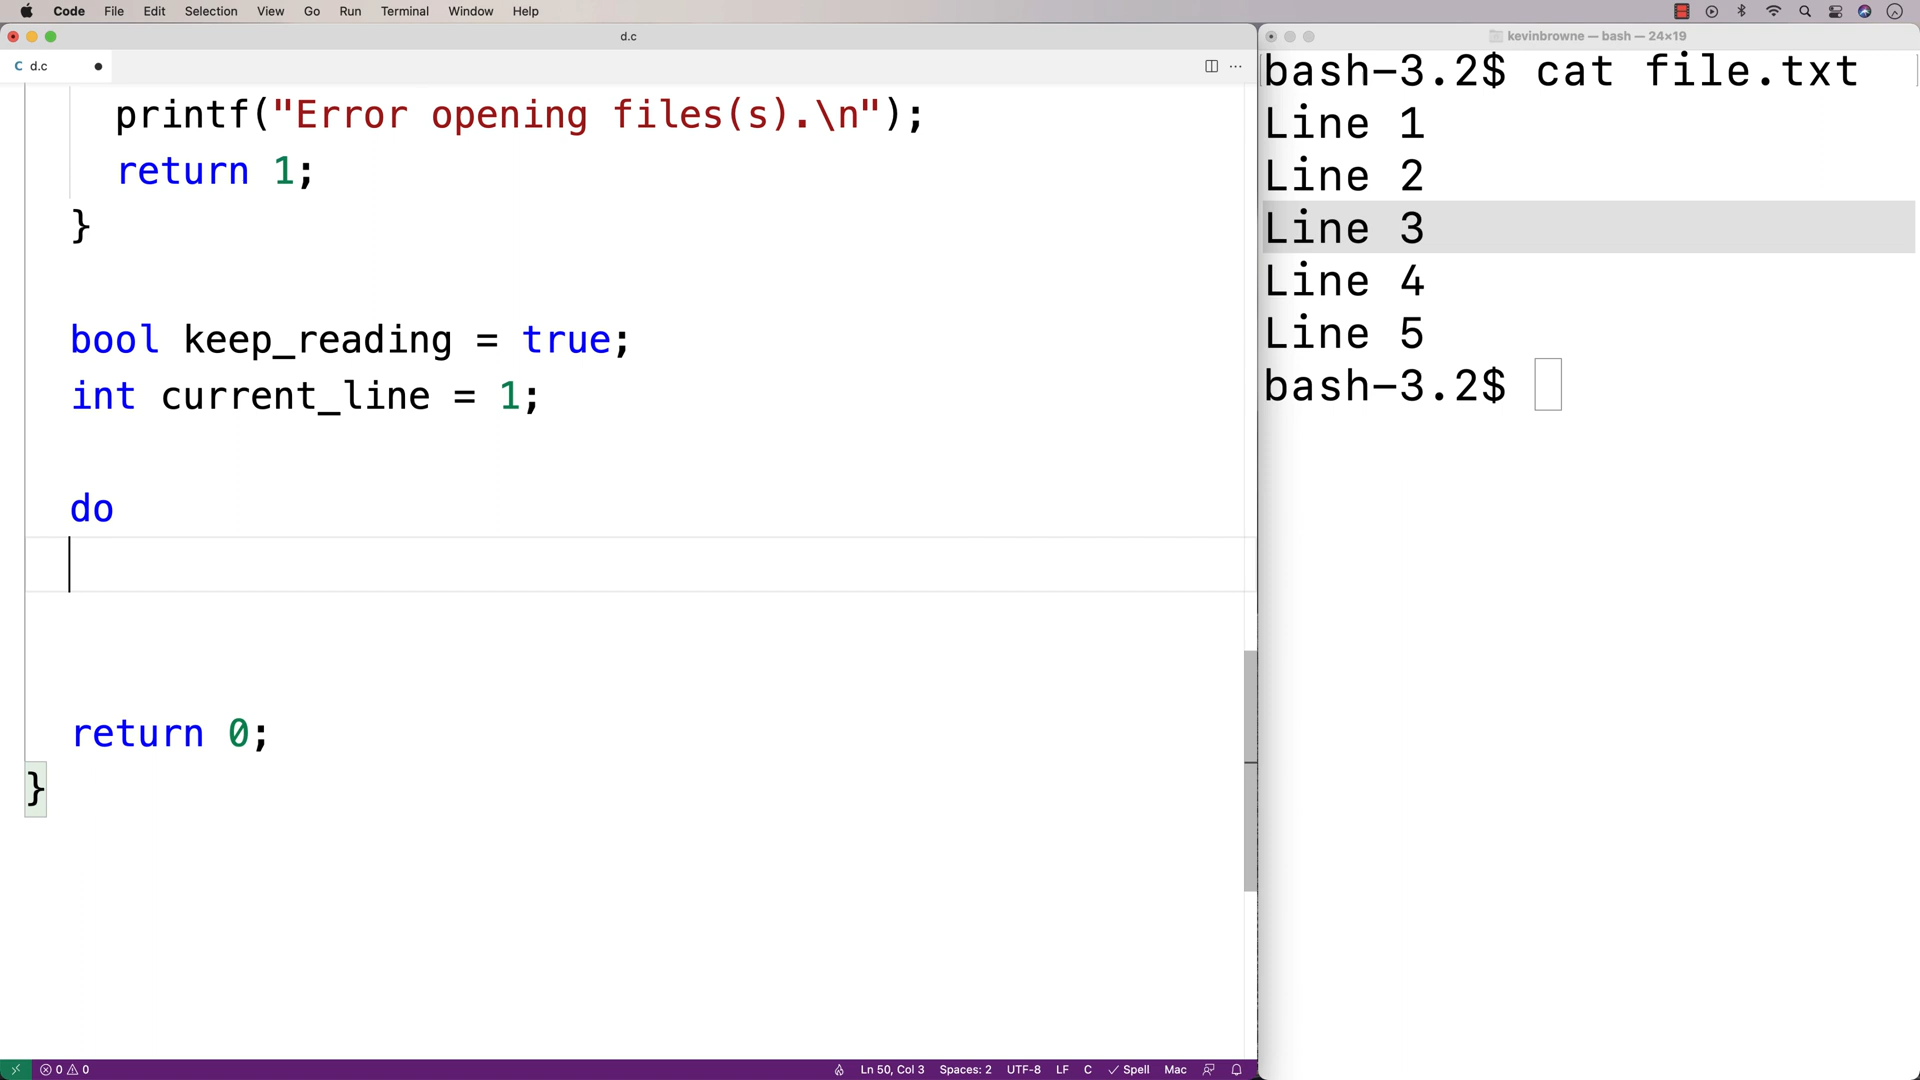 Code File Edit Selection View Go Run Terminal Window Help
d.c
C d.c
printf("Error opening files(s).\n");
return 1;
}
bool keep_reading = true;
int current_line = 1;
do
return 0;
}
0 0
Ln 50, Col 3 Spaces: 2 UTF-8 LF C Spell Mac
kevinbrowne — bash — 24×19
bash-3.2$ cat file.txt
Line 1
Line 2
Line 3
Line 4
Line 5
bash-3.2$